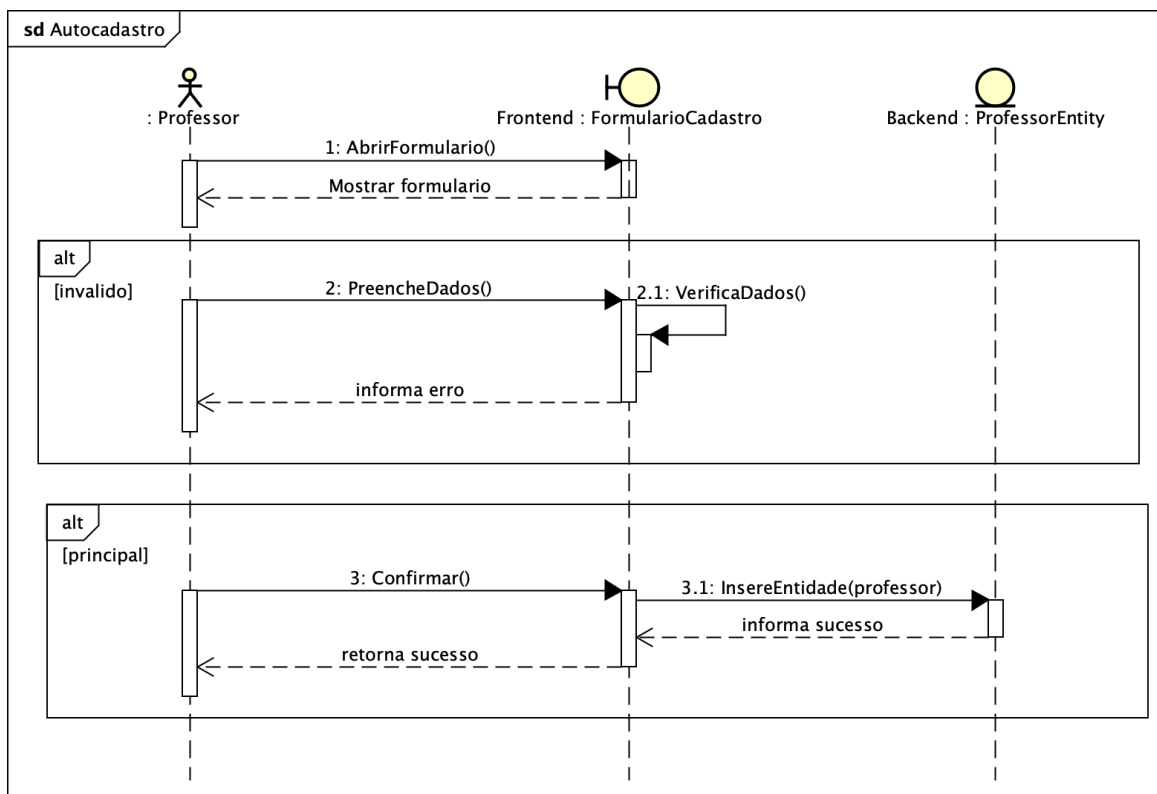 sd Autocadastro
: Professor
Frontend : FormularioCadastro
Backend : ProfessorEntity
1: AbrirFormulario()
Mostrar formulario
alt
[invalido]
2: PreencheDados()
2.1: VerificaDados()
informa erro
alt
[principal]
3: Confirmar()
3.1: InsereEntidade(professor)
informa sucesso
retorna sucesso